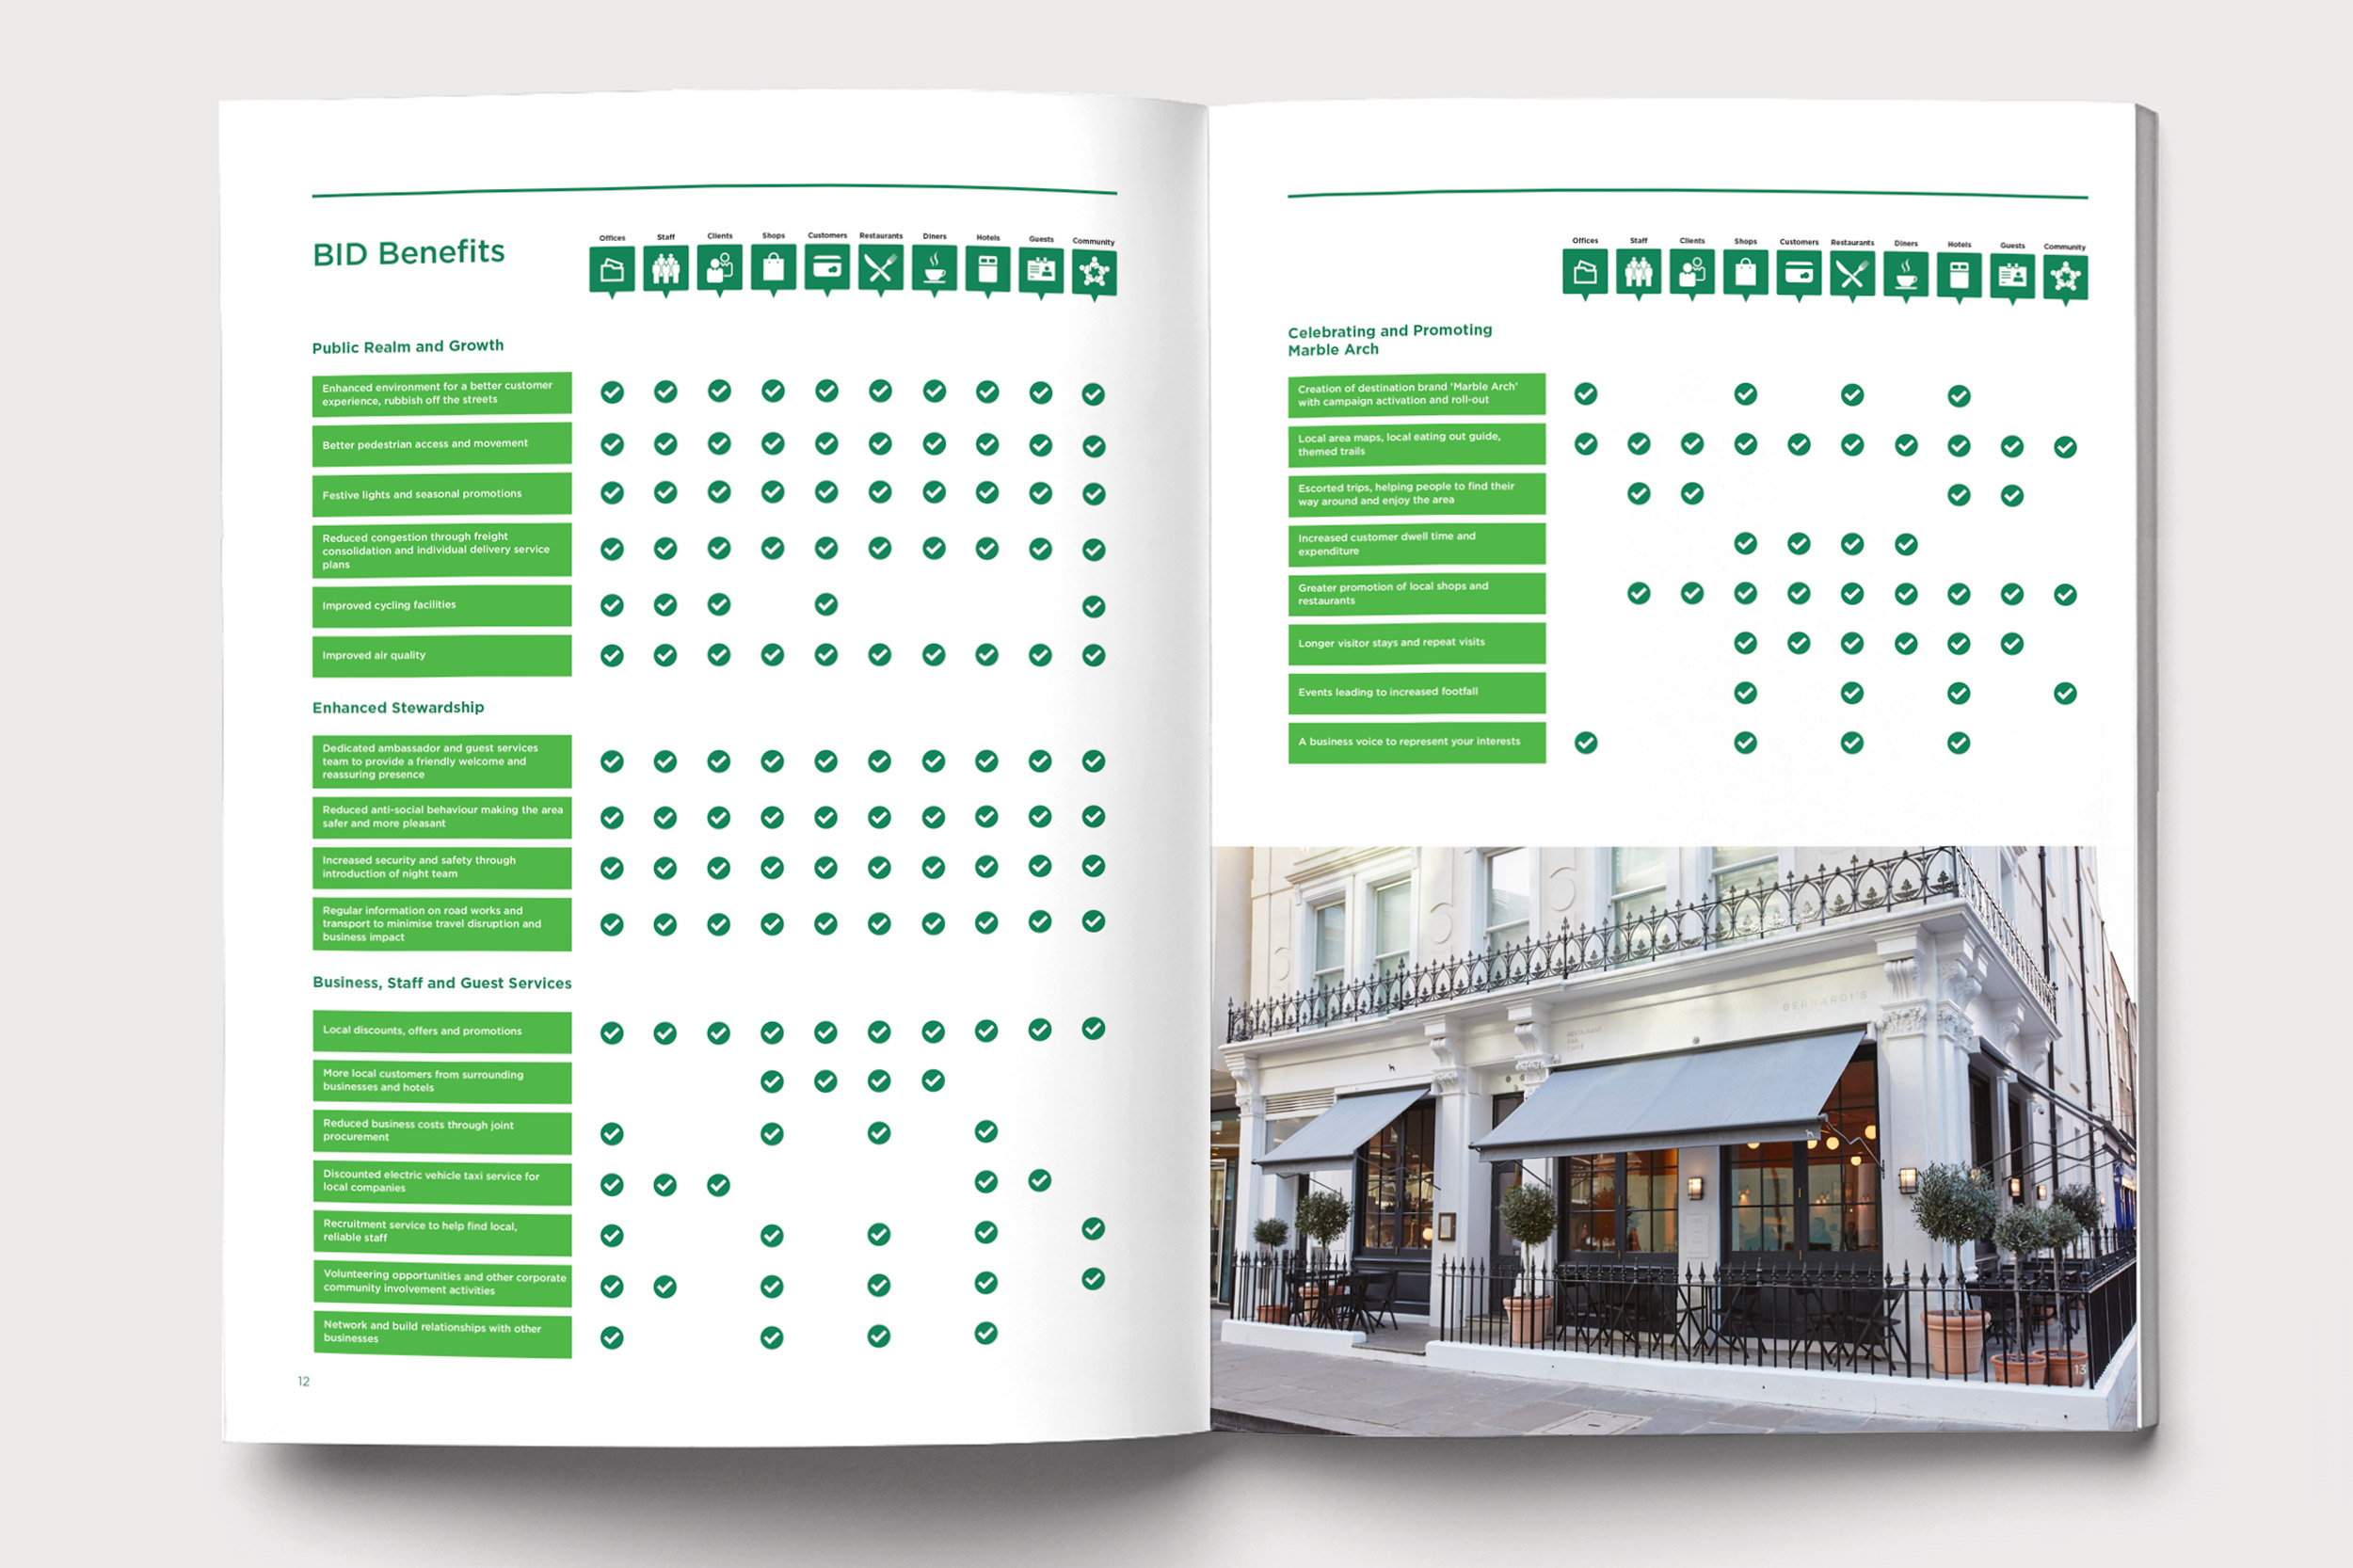 BID Benefits
Offices Staff Clients Shops Customers Restaurants Diners Hotels Guests Community
Public Realm and Growth
Enhanced environment for a better customer
experience, rubbish off the streets
Better pedestrian access and movement
Festive lights and seasonal promotions
Reduced congestion through freight
consolidation and individual delivery service
plans
Improved cycling facilities
Improved air quality
Enhanced Stewardship
Dedicated ambassador and guest services
team to provide a friendly welcome and
reassuring presence
Reduced anti-social behaviour making the area
safer and more pleasant
Increased security and safety through
introduction of night team
Regular information on road works and
transport to minimise travel disruption and
business impact
Business, Staff and Guest Services
Local discounts, offers and promotions
More local customers from surrounding
businesses and hotels
Reduced business costs through joint
procurement
Discounted electric vehicle taxi service for
local companies
Recruitment service to help find local,
reliable staff
Volunteering opportunities and other corporate
community involvement activities
Network and build relationships with other
businesses
12
Offices Staff Clients Shops Customers Restaurants Diners Hotels Guests Community
Celebrating and Promoting
Marble Arch
Creation of destination brand ‘Marble Arch’
with campaign activation and roll-out
Local area maps, local eating out guide,
themed trails
Escorted trips, helping people to find their
way around and enjoy the area
Increased customer dwell time and
expenditure
Greater promotion of local shops and
restaurants
Longer visitor stays and repeat visits
Events leading to increased footfall
A business voice to represent your interests
BERNARDI'S
RESTAURANT
BAR
CAFFÈ
13